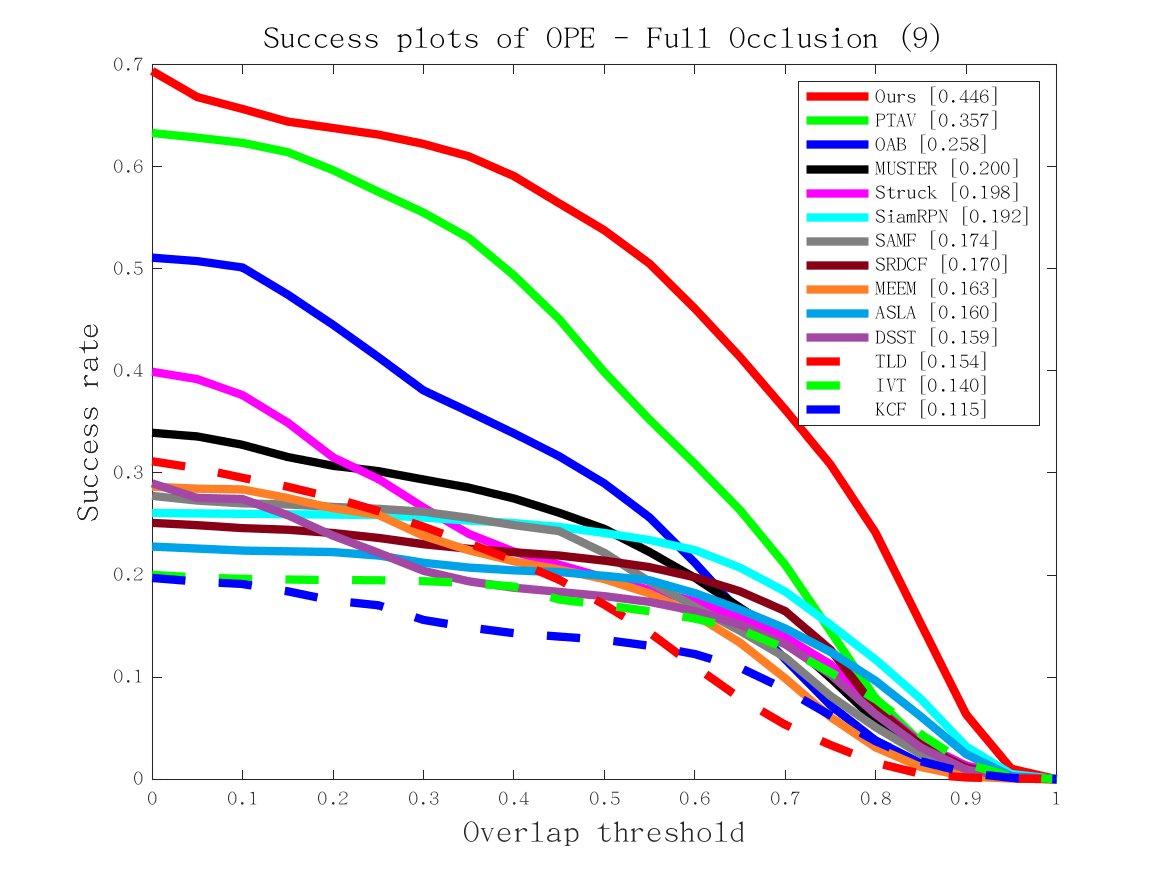 Success plots of OPE - Full Occlusion (9)
0.7
0.6
0.5
0.4
0.3
0.2
0.1
0
Success rate
Ours [0.446]
PTAV [0.357]
OAB [0.258]
MUSTER [0.200]
Struck [0.198]
SiamRPN [0.192]
SAMF [0.174]
SRDCF [0.170]
MEEM [0.163]
ASLA [0.160]
DSST [0.159]
TLD [0.154]
IVT [0.140]
KCF [0.115]
0 0.1 0.2 0.3 0.4 0.5 0.6 0.7 0.8 0.9 1
Overlap threshold